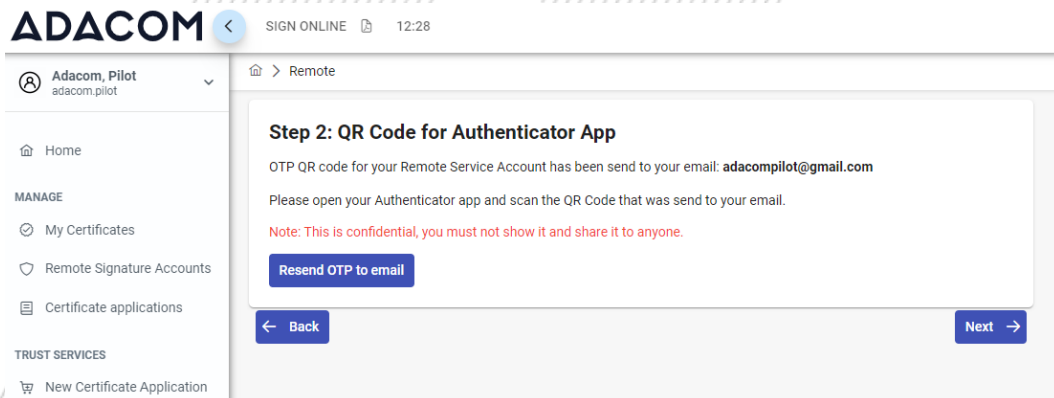 ADACOM
SIGN ONLINE 12:28
Adacom, Pilot
adacom.pilot
Remote
Home
MANAGE
My Certificates
Remote Signature Accounts
Certificate applications
TRUST SERVICES
New Certificate Application
Step 2: QR Code for Authenticator App
OTP QR code for your Remote Service Account has been send to your email: adacompilot@gmail.com
Please open your Authenticator app and scan the QR Code that was send to your email.
Note: This is confidential, you must not show it and share it to anyone.
Resend OTP to email
Back
Next